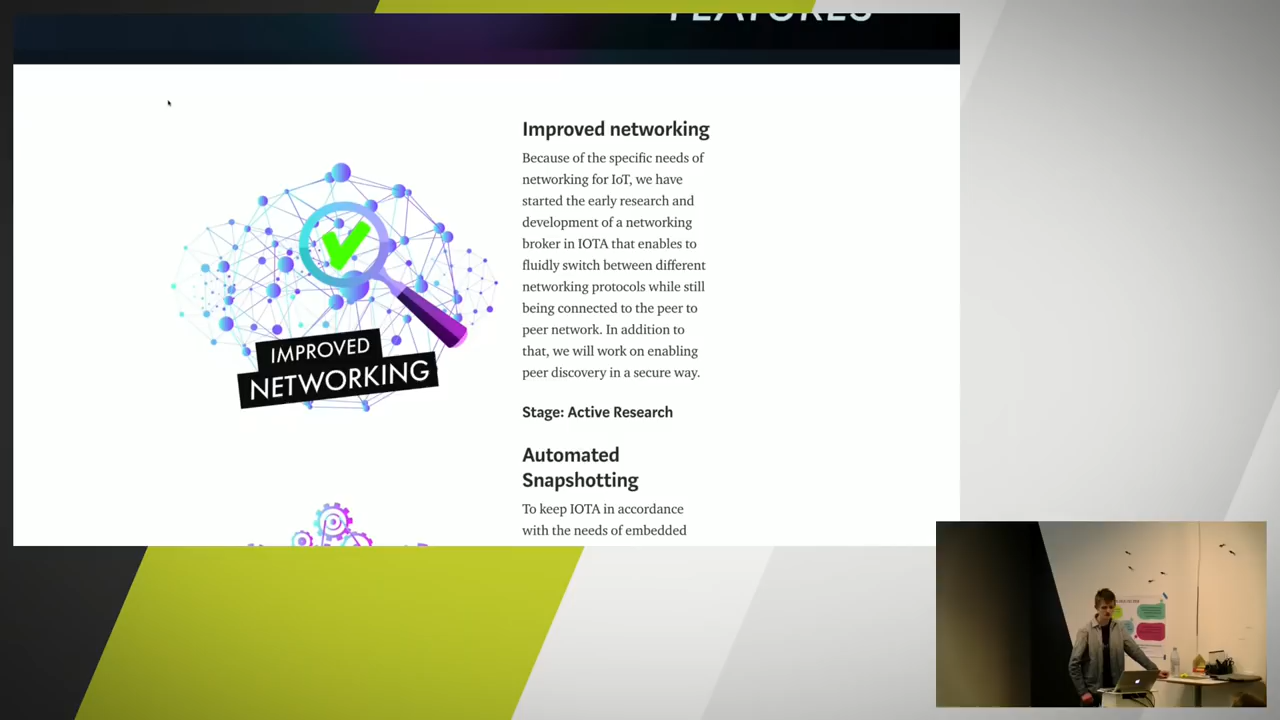 FEATURES
Improved networking
Because of the specific needs of
networking for IoT, we have
started the early research and
development of a networking
broker in IOTA that enables to
fluidly switch between different
networking protocols while still
being connected to the peer to
peer network. In addition to
that, we will work on enabling
peer discovery in a secure way.
Stage: Active Research
IMPROVED
NETWORKING
Automated
Snapshotting
To keep IOTA in accordance
with the needs of embedded